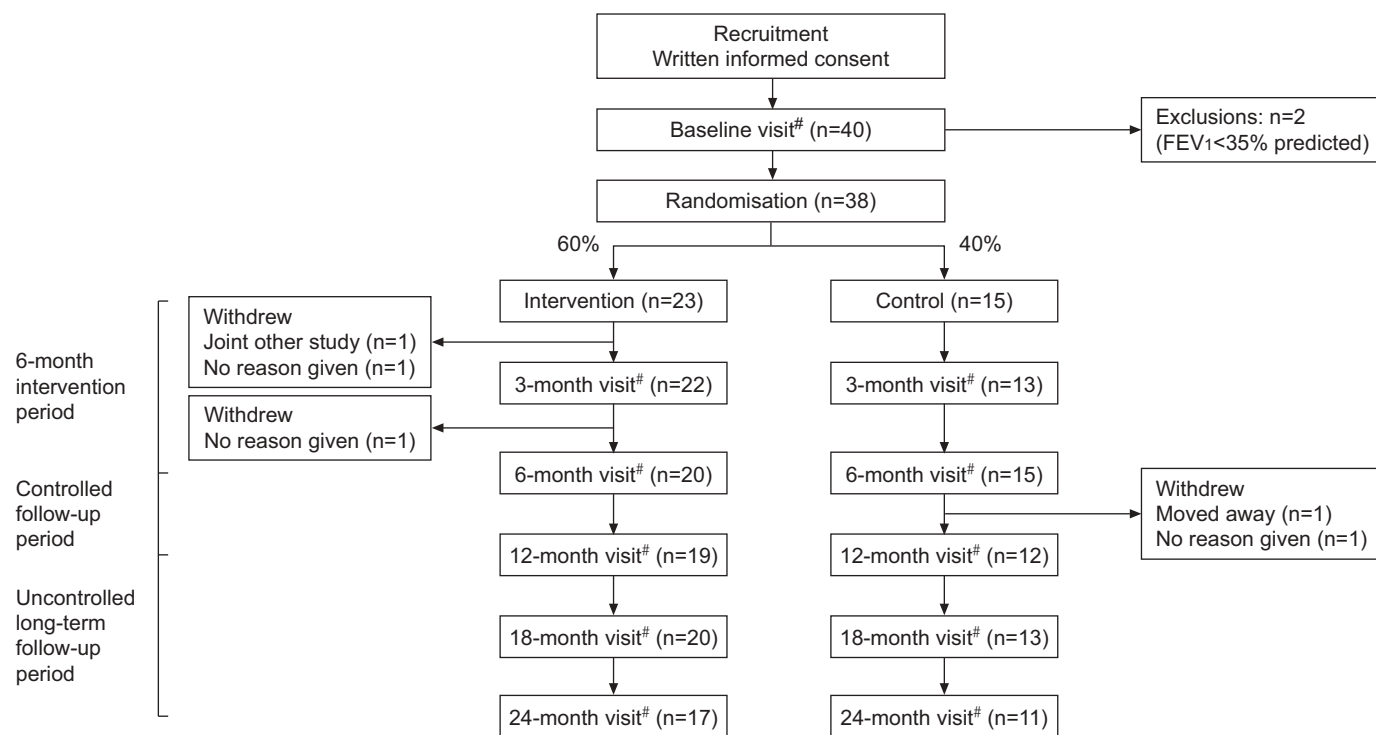 Recruitment
Written informed consent
Baseline visit# (n=40)
Exclusions: n=2
(FEV1<35% predicted)
Randomisation (n=38)
60%
40%
Intervention (n=23)
Control (n=15)
Withdrew
Joint other study (n=1)
No reason given (n=1)
6-month
intervention
period
3-month visit# (n=22)
3-month visit# (n=13)
Withdrew
No reason given (n=1)
6-month visit# (n=20)
6-month visit# (n=15)
Controlled
follow-up
period
Withdrew
Moved away (n=1)
No reason given (n=1)
12-month visit# (n=19)
12-month visit# (n=12)
Uncontrolled
long-term
follow-up
period
18-month visit# (n=20)
18-month visit# (n=13)
24-month visit# (n=17)
24-month visit# (n=11)